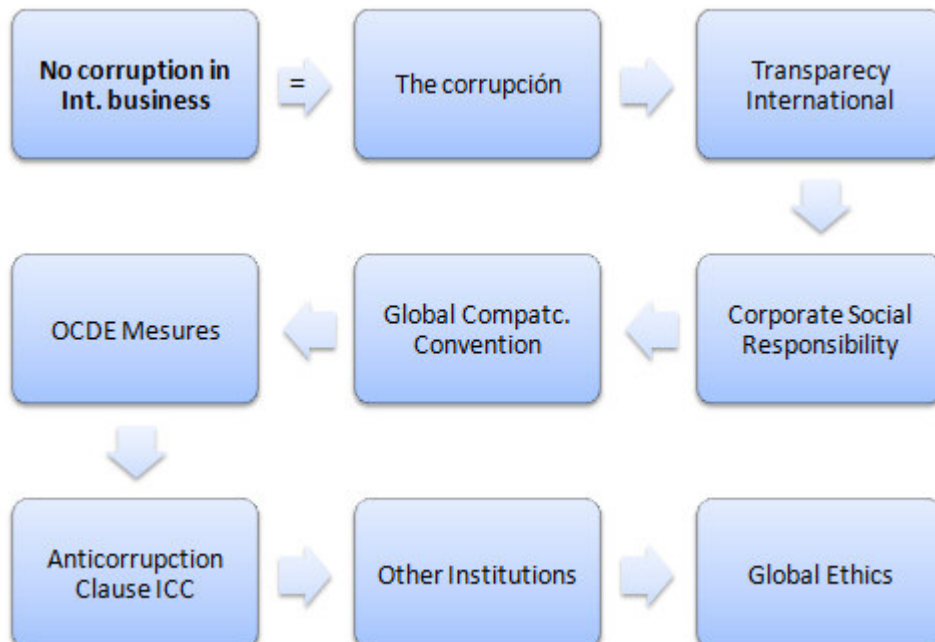 No corruption in
Int. business
=
The corrupción
Transparecy
International
Corporate Social
Responsibility
Global Compatc.
Convention
OCDE Mesures
Anticorrupction
Clause ICC
Other Institutions
Global Ethics